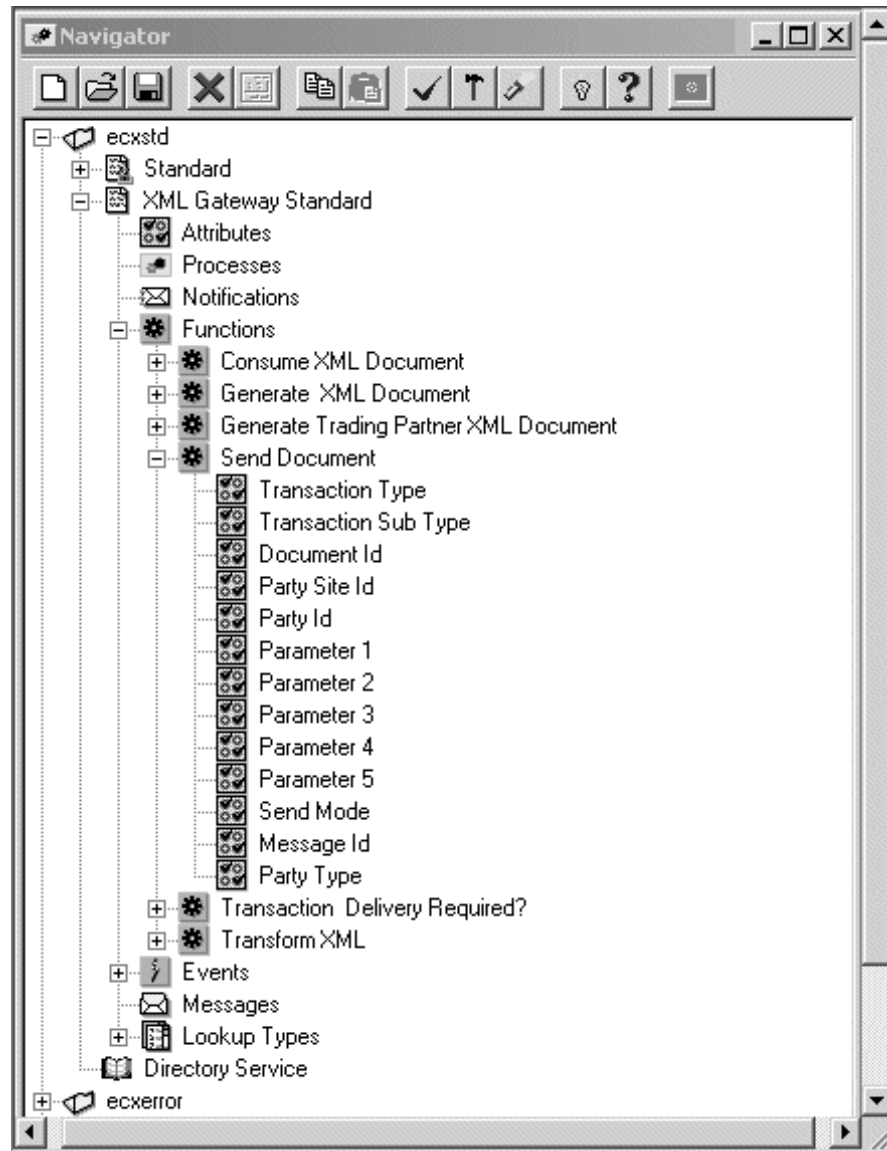 Navigator
ecxstd
Standard
XML Gateway Standard
Attributes
Processes
Notifications
Functions
Consume XML Document
Generate XML Document
Generate Trading Partner XML Document
Send Document
Transaction Type
Transaction Sub Type
Document Id
Party Site Id
Party Id
Parameter 1
Parameter 2
Parameter 3
Parameter 4
Parameter 5
Send Mode
Message Id
Party Type
Transaction Delivery Required?
Transform XML
Events
Messages
Lookup Types
Directory Service
ecxerror